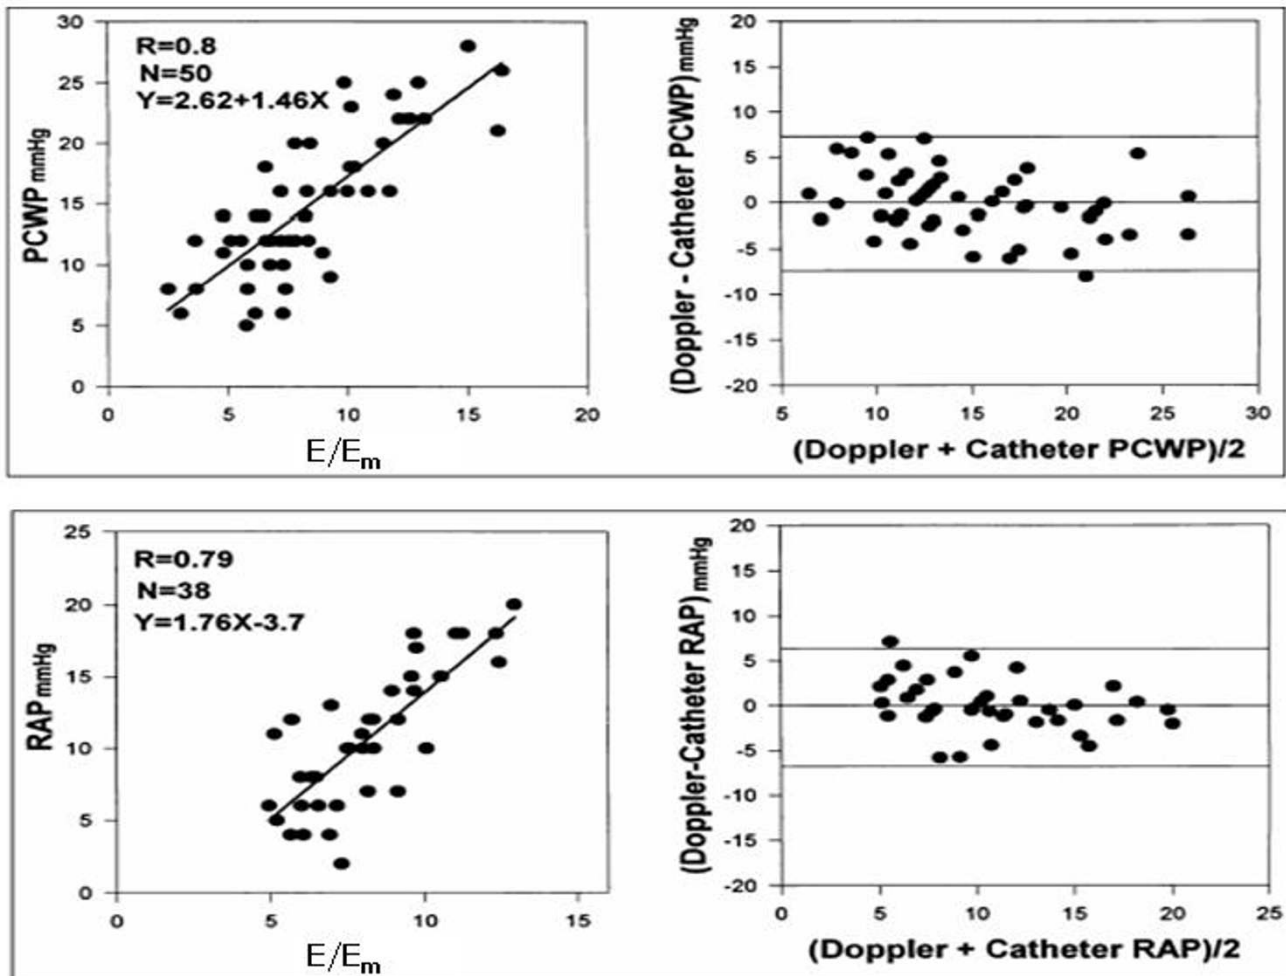 R=0.8
N=50
Y=2.62+1.46X
PCWP mmHg
30
25
20
15
10
5
0
0 5 10 15 20
E/Em
(Doppler - Catheter PCWP) mmHg
20
15
10
5
0
-5
-10
-15
-20
5 10 15 20 25 30
(Doppler + Catheter PCWP)/2
R=0.79
N=38
Y=1.76X-3.7
RAP mmHg
25
20
15
10
5
0
0 5 10 15
E/Em
(Doppler-Catheter RAP) mmHg
20
15
10
5
0
-5
-10
-15
-20
0 5 10 15 20 25
(Doppler + Catheter RAP)/2